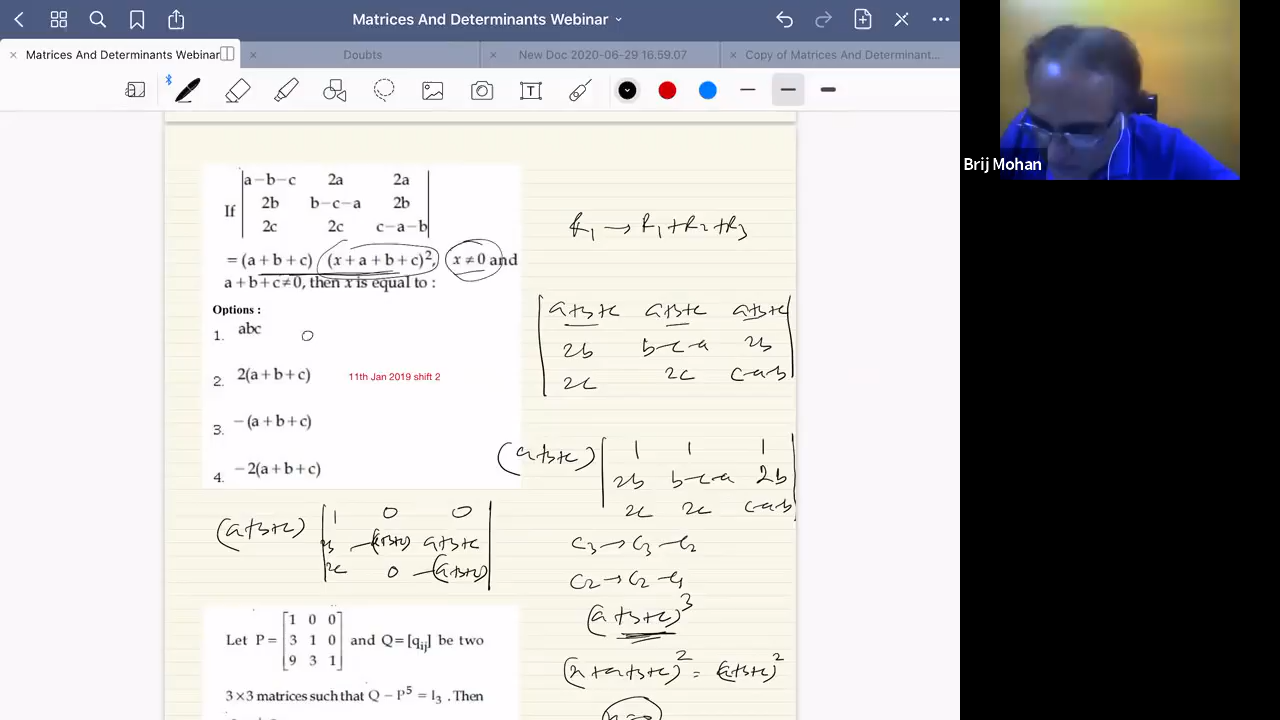 Matrices And Determinants Webinar
Matrices And Determinants Webinar
Doubts
New Doc 2020-06-29 16.59.07
Copy of Matrices And Determinant...
Brij Mohan
a−b−c 2a 2a
If 2b b−c−a 2b
2c 2c c−a−b
= (a+b+c) (x+a+b+c)², x≠0 and
a+b+c≠0, then x is equal to :
Options :
1. abc 0
2. 2(a+b+c) 11th Jan 2019 shift 2
3. −(a+b+c)
4. −2(a+b+c)
R₁ → R₁+R₂+R₃
a+b+c a+b+c a+b+c
2b b-c-a 2b
2c 2c c-a-b
(a+b+c) 1 1 1
2b b-c-a 2b
2c 2c c-a-b
C₃ → C₃ - C₂
C₂ → C₂ - C₁
(a+b+c)³
(x+a+b+c)² = (a+b+c)²
x=0
(a+b+c) 1 0 0
2b -(a+b+c) a+b+c
2c 0 -(a+b+c)
1 0 0
Let P = 3 1 0 and Q = [qᵢⱼ] be two
9 3 1
3×3 matrices such that Q − P⁵ = I₃. Then